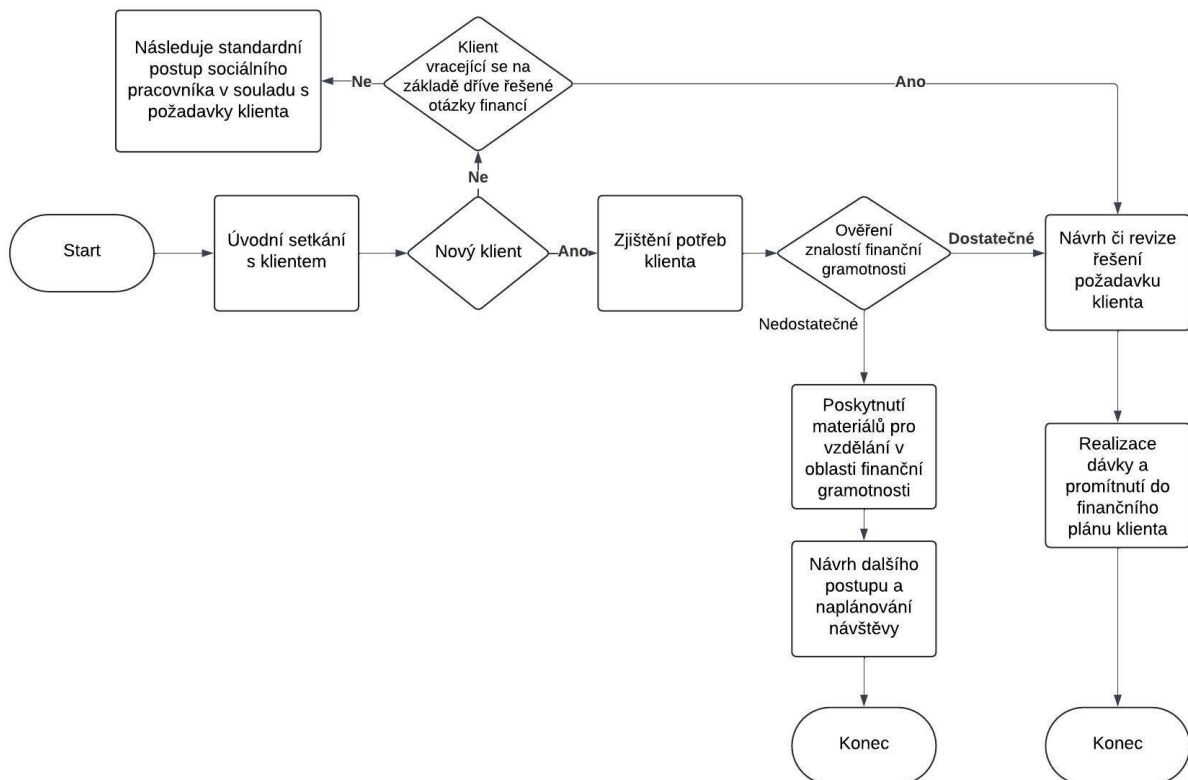 Následuje standardní
postup sociálního
pracovníka v souladu s
požadavky klienta
Ne
Klient
vracející se na
základě dříve řešené
otázky financí
Ano
Ne
Start
Úvodní setkání
s klientem
Nový klient
Ano
Zjištění potřeb
klienta
Ověření
znalostí finanční
gramotnosti
Dostatečné
Návrh či revize
řešení
požadavku
klienta
Nedostatečné
Poskytnutí
materiálů pro
vzdělání v
oblasti finanční
gramotnosti
Realizace
dávky a
promítnutí do
finančního
plánu klienta
Návrh dalšího
postupu a
naplánování
návštěvy
Konec
Konec